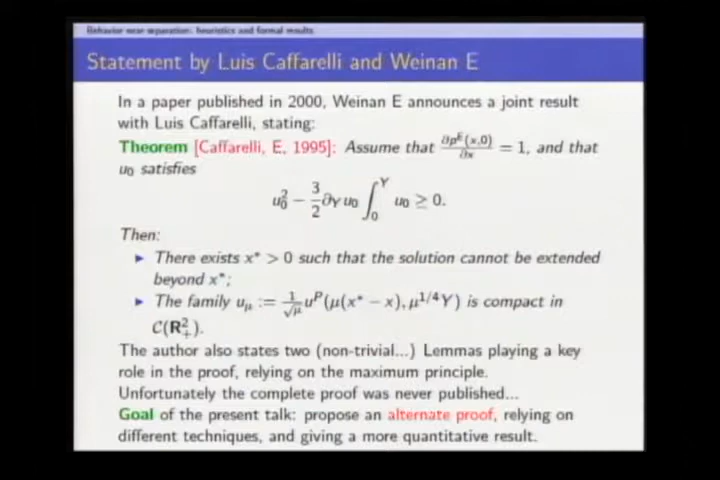 Behavior near separation: heuristics and formal results
Statement by Luis Caffarelli and Weinan E
In a paper published in 2000, Weinan E announces a joint result
with Luis Caffarelli, stating:
Theorem [Caffarelli, E, 1995]: Assume that ∂p^E(x,0)/∂x = 1, and that
u₀ satisfies
u₀² − 3/2 ∂_Y u₀ ∫₀^Y u₀ ≥ 0.
Then:
▶ There exists x* > 0 such that the solution cannot be extended
beyond x*;
▶ The family u_μ := 1/√μ u^P(μ(x* − x), μ^{1/4}Y) is compact in
C(R²₊).
The author also states two (non-trivial...) Lemmas playing a key
role in the proof, relying on the maximum principle.
Unfortunately the complete proof was never published...
Goal of the present talk: propose an alternate proof, relying on
different techniques, and giving a more quantitative result.